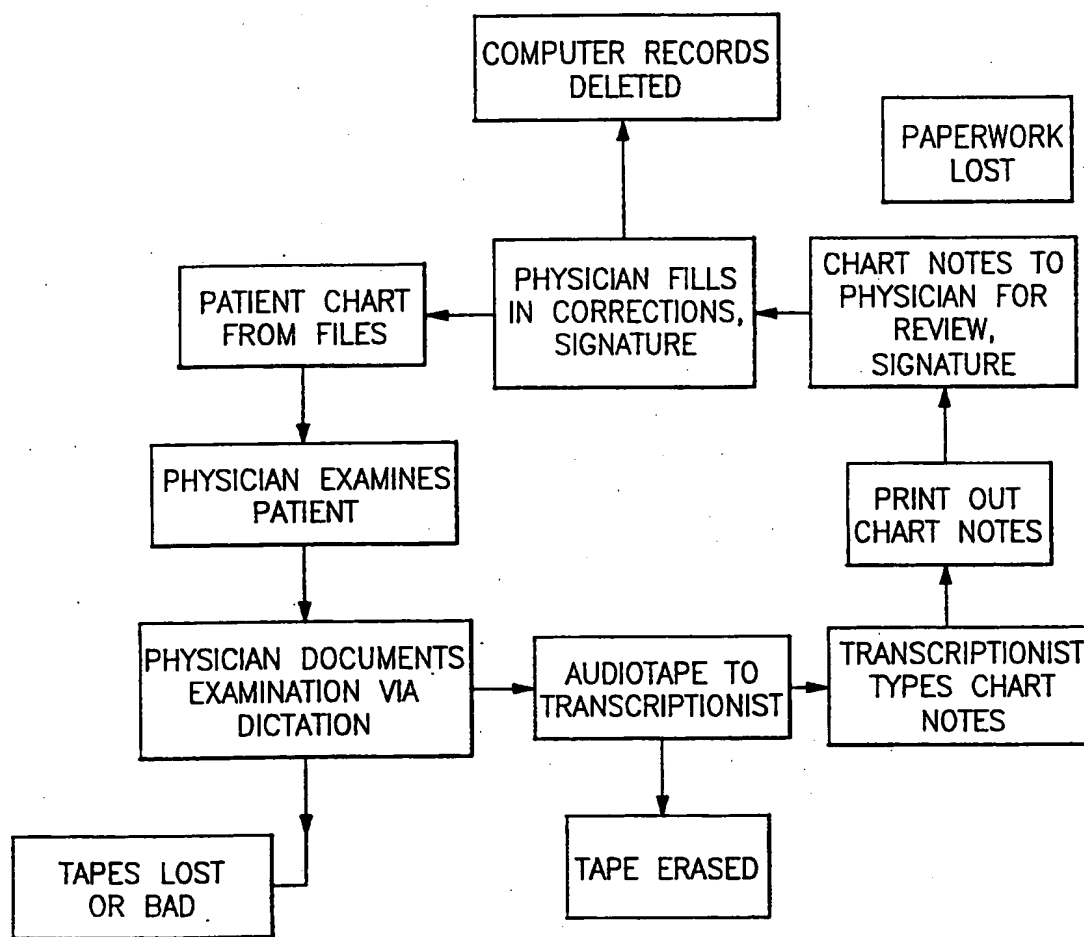 COMPUTER RECORDS
DELETED
PAPERWORK
LOST
PATIENT CHART
FROM FILES
PHYSICIAN FILLS
IN CORRECTIONS,
SIGNATURE
CHART NOTES TO
PHYSICIAN FOR
REVIEW,
SIGNATURE
PHYSICIAN EXAMINES
PATIENT
PRINT OUT
CHART NOTES
PHYSICIAN DOCUMENTS
EXAMINATION VIA
DICTATION
AUDIOTAPE TO
TRANSCRIPTIONIST
TRANSCRIPTIONIST
TYPES CHART
NOTES
TAPES LOST
OR BAD
TAPE ERASED